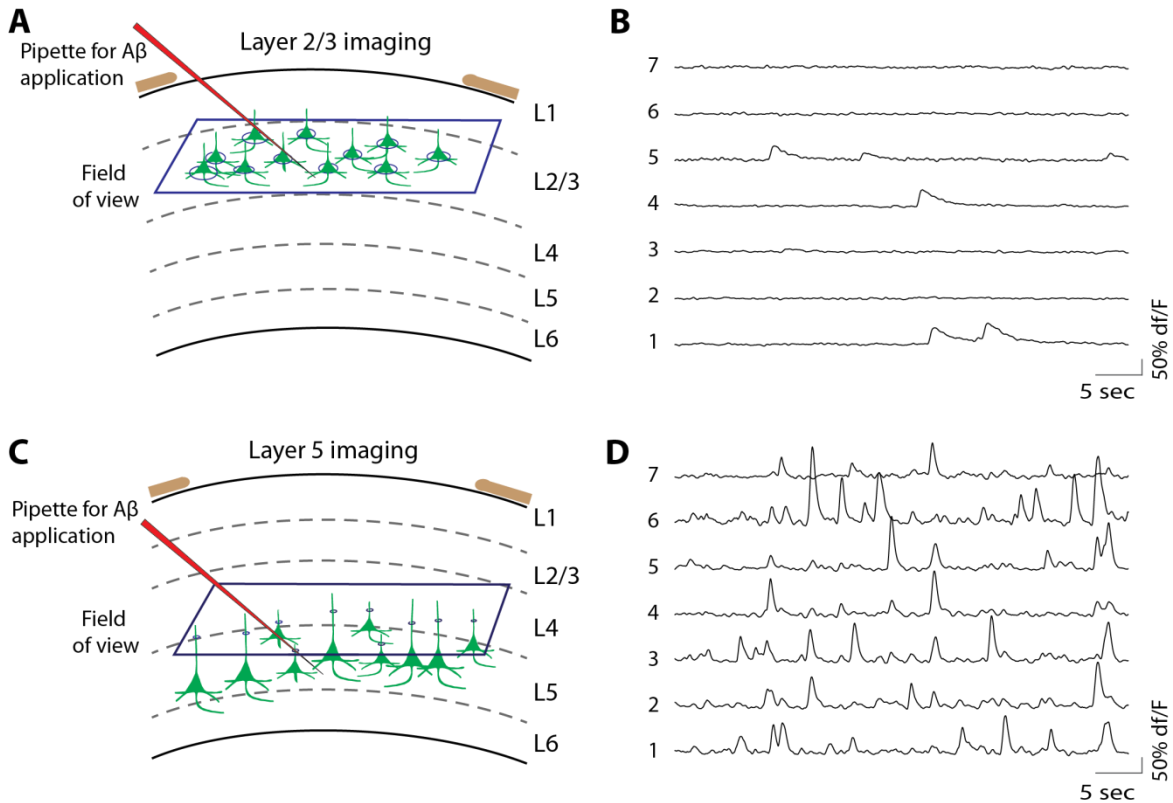 A
Layer 2/3 imaging
Pipette for Aβ
application
Field
of view
L1
L2/3
L4
L5
L6
B
7
6
5
4
3
2
1
50% df/F
5 sec
C
Layer 5 imaging
Pipette for Aβ
application
Field
of view
L1
L2/3
L4
L5
L6
D
7
6
5
4
3
2
1
50% df/F
5 sec